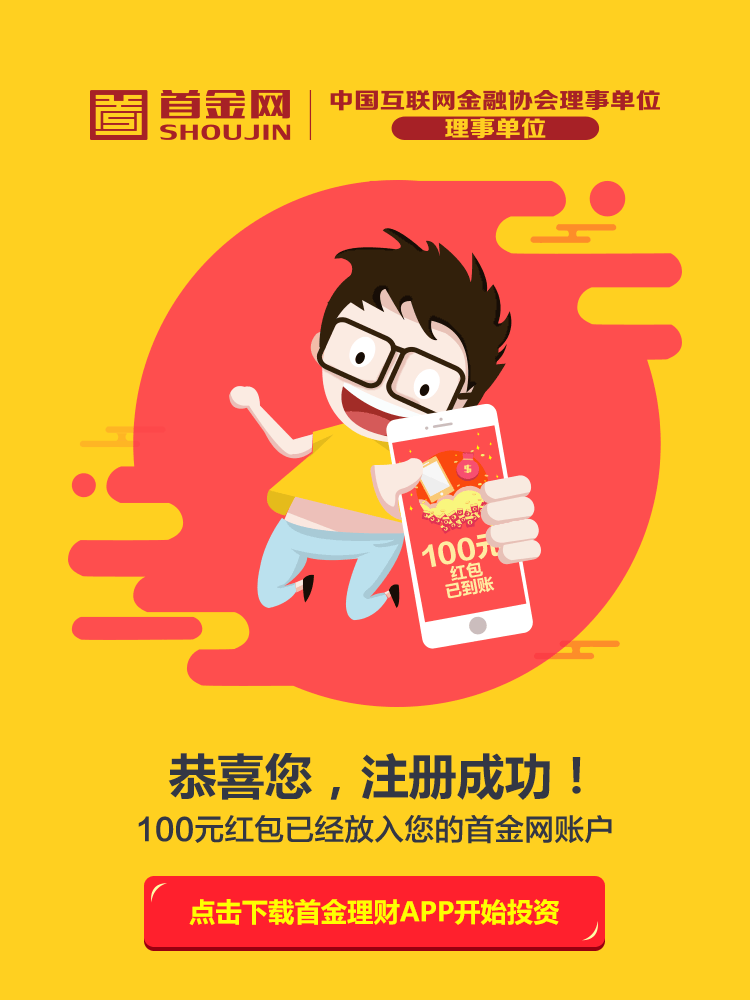 首金网
SHOUJIN
中国互联网金融协会理事单位
理事单位
$
100元
红包
已到账
恭喜您，注册成功！
100元红包已经放入您的首金网账户
点击下载首金理财APP开始投资